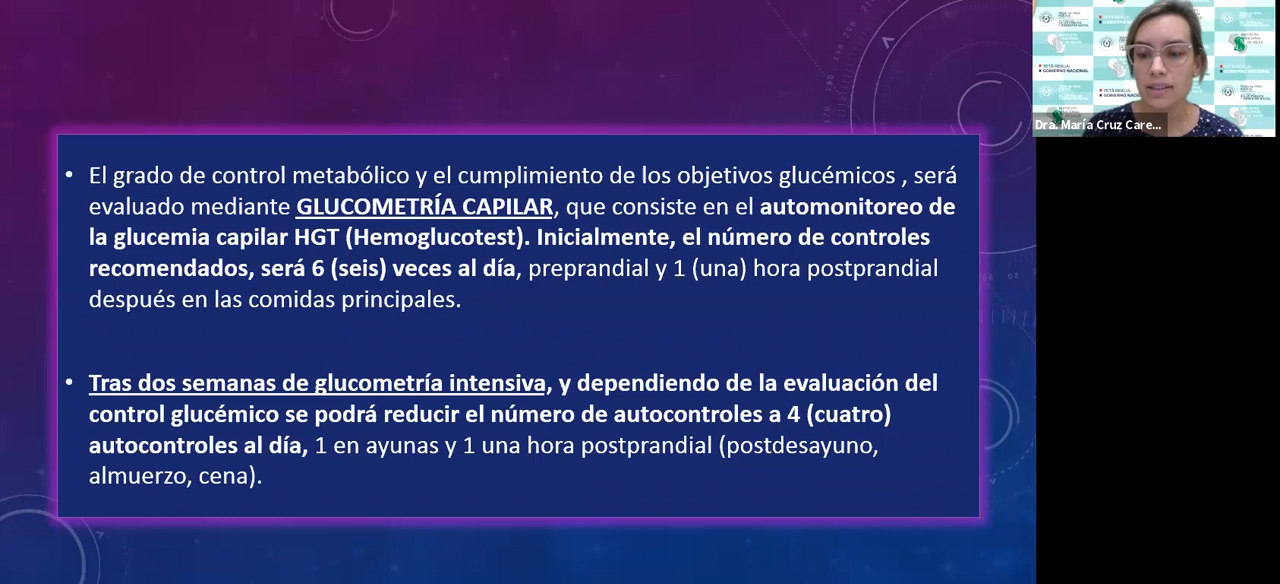 • El grado de control metabólico y el cumplimiento de los objetivos glucémicos , será
evaluado mediante GLUCOMETRÍA CAPILAR, que consiste en el automonitoreo de
la glucemia capilar HGT (Hemoglucotest). Inicialmente, el número de controles
recomendados, será 6 (seis) veces al día, preprandial y 1 (una) hora postprandial
después en las comidas principales.
• Tras dos semanas de glucometría intensiva, y dependiendo de la evaluación del
control glucémico se podrá reducir el número de autocontroles a 4 (cuatro)
autocontroles al día, 1 en ayunas y 1 una hora postprandial (postdesayuno,
almuerzo, cena).
GOBIERNO NACIONAL
GOBIERNO NACIONAL
Dra. María Cruz Care...